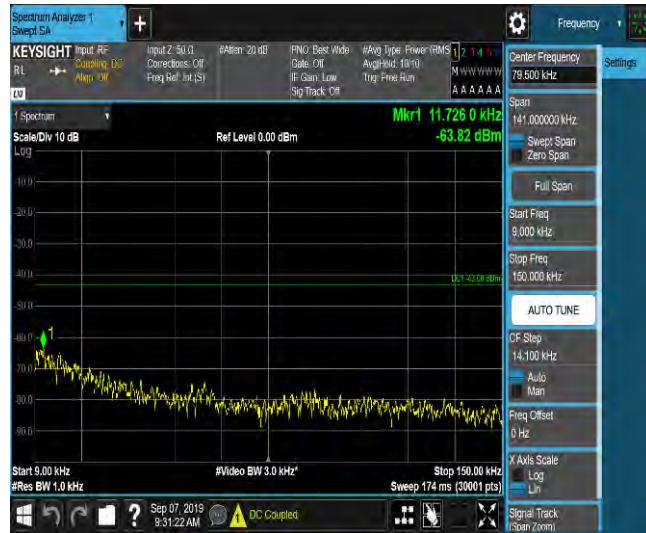 Spectrum Analyzer 1
Swept SA
Frequency
KEYSIGHT
RL
Input: RF
Coupling: DC
Align: Off
Input Z: 50 Ω
Corrections: Off
Freq Ref: Int (S)
#Atten: 20 dB
PNO: Best Wide
Gate: Off
IF Gain: Low
Sig Track: Off
#Avg Type: Power (RMS
Avg|Hold: 10/10
Trig: Free Run
M W W W W W
A A A A A A
1 Spectrum
Scale/Div 10 dB
Log
Ref Level 0.00 dBm
Mkr1 11.726 0 kHz
-63.82 dBm
-10.0
-20.0
-30.0
-40.0
-50.0
-60.0
-70.0
-80.0
-90.0
DL1 -43.00 dBm
1
Start 9.00 kHz
#Res BW 1.0 kHz
#Video BW 3.0 kHz*
Stop 150.00 kHz
Sweep 174 ms (30001 pts)
Sep 07, 2019
9:31:22 AM
DC Coupled
Center Frequency
79.500 kHz
Settings
Span
141.000000 kHz
Swept Span
Zero Span
Full Span
Start Freq
9.000 kHz
Stop Freq
150.000 kHz
AUTO TUNE
CF Step
14.100 kHz
Auto
Man
Freq Offset
0 Hz
X Axis Scale
Log
Lin
Signal Track
(Span Zoom)